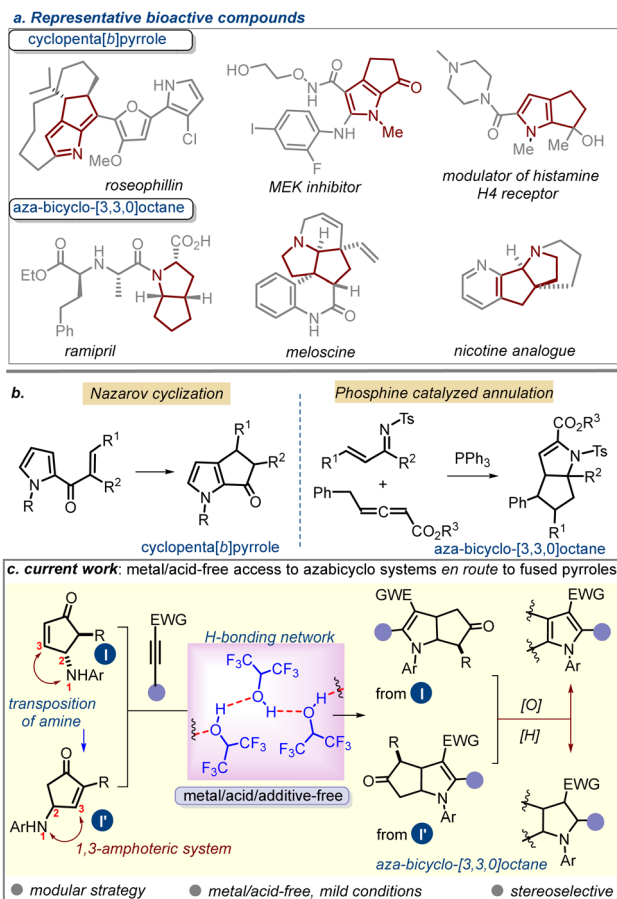 a. Representative bioactive compounds
cyclopenta[b]pyrrole
HN
O
Cl
MeO
N
roseophillin
HO
O
O
NH
O
N
Me
I
NH
F
MEK inhibitor
Me
N
N
O
N
Me
Me
OH
modulator of histamine
H4 receptor
aza-bicyclo-[3,3,0]octane
O
EtO
H
N
O
CO2H
N
H
H
Ph
ramipril
N
H
H
N
H
O
meloscine
N
H
N
nicotine analogue
b.
Nazarov cyclization
R1
N
R
O
R2
R1
R2
N
R
O
cyclopenta[b]pyrrole
Phosphine catalyzed annulation
N
Ts
R1
R2
+
Ph
CO2R3
PPh3
CO2R3
N
Ts
R2
Ph
R1
aza-bicyclo-[3,3,0]octane
c. current work: metal/acid-free access to azabicyclo systems en route to fused pyrroles
O
R
3
2
I
NHAr
1
transposition
of amine
O
R
2
3
I'
ArHN
1
1,3-amphoteric system
EWG
H-bonding network
F3C
CF3
H
O
H
O
H
O
F3C
CF3
F3C
CF3
metal/acid/additive-free
GWE
O
N
Ar
R
from I
R
EWG
O
N
Ar
from I'
aza-bicyclo-[3,3,0]octane
[O]
[H]
EWG
N
Ar
EWG
N
Ar
modular strategy
metal/acid-free, mild conditions
stereoselective